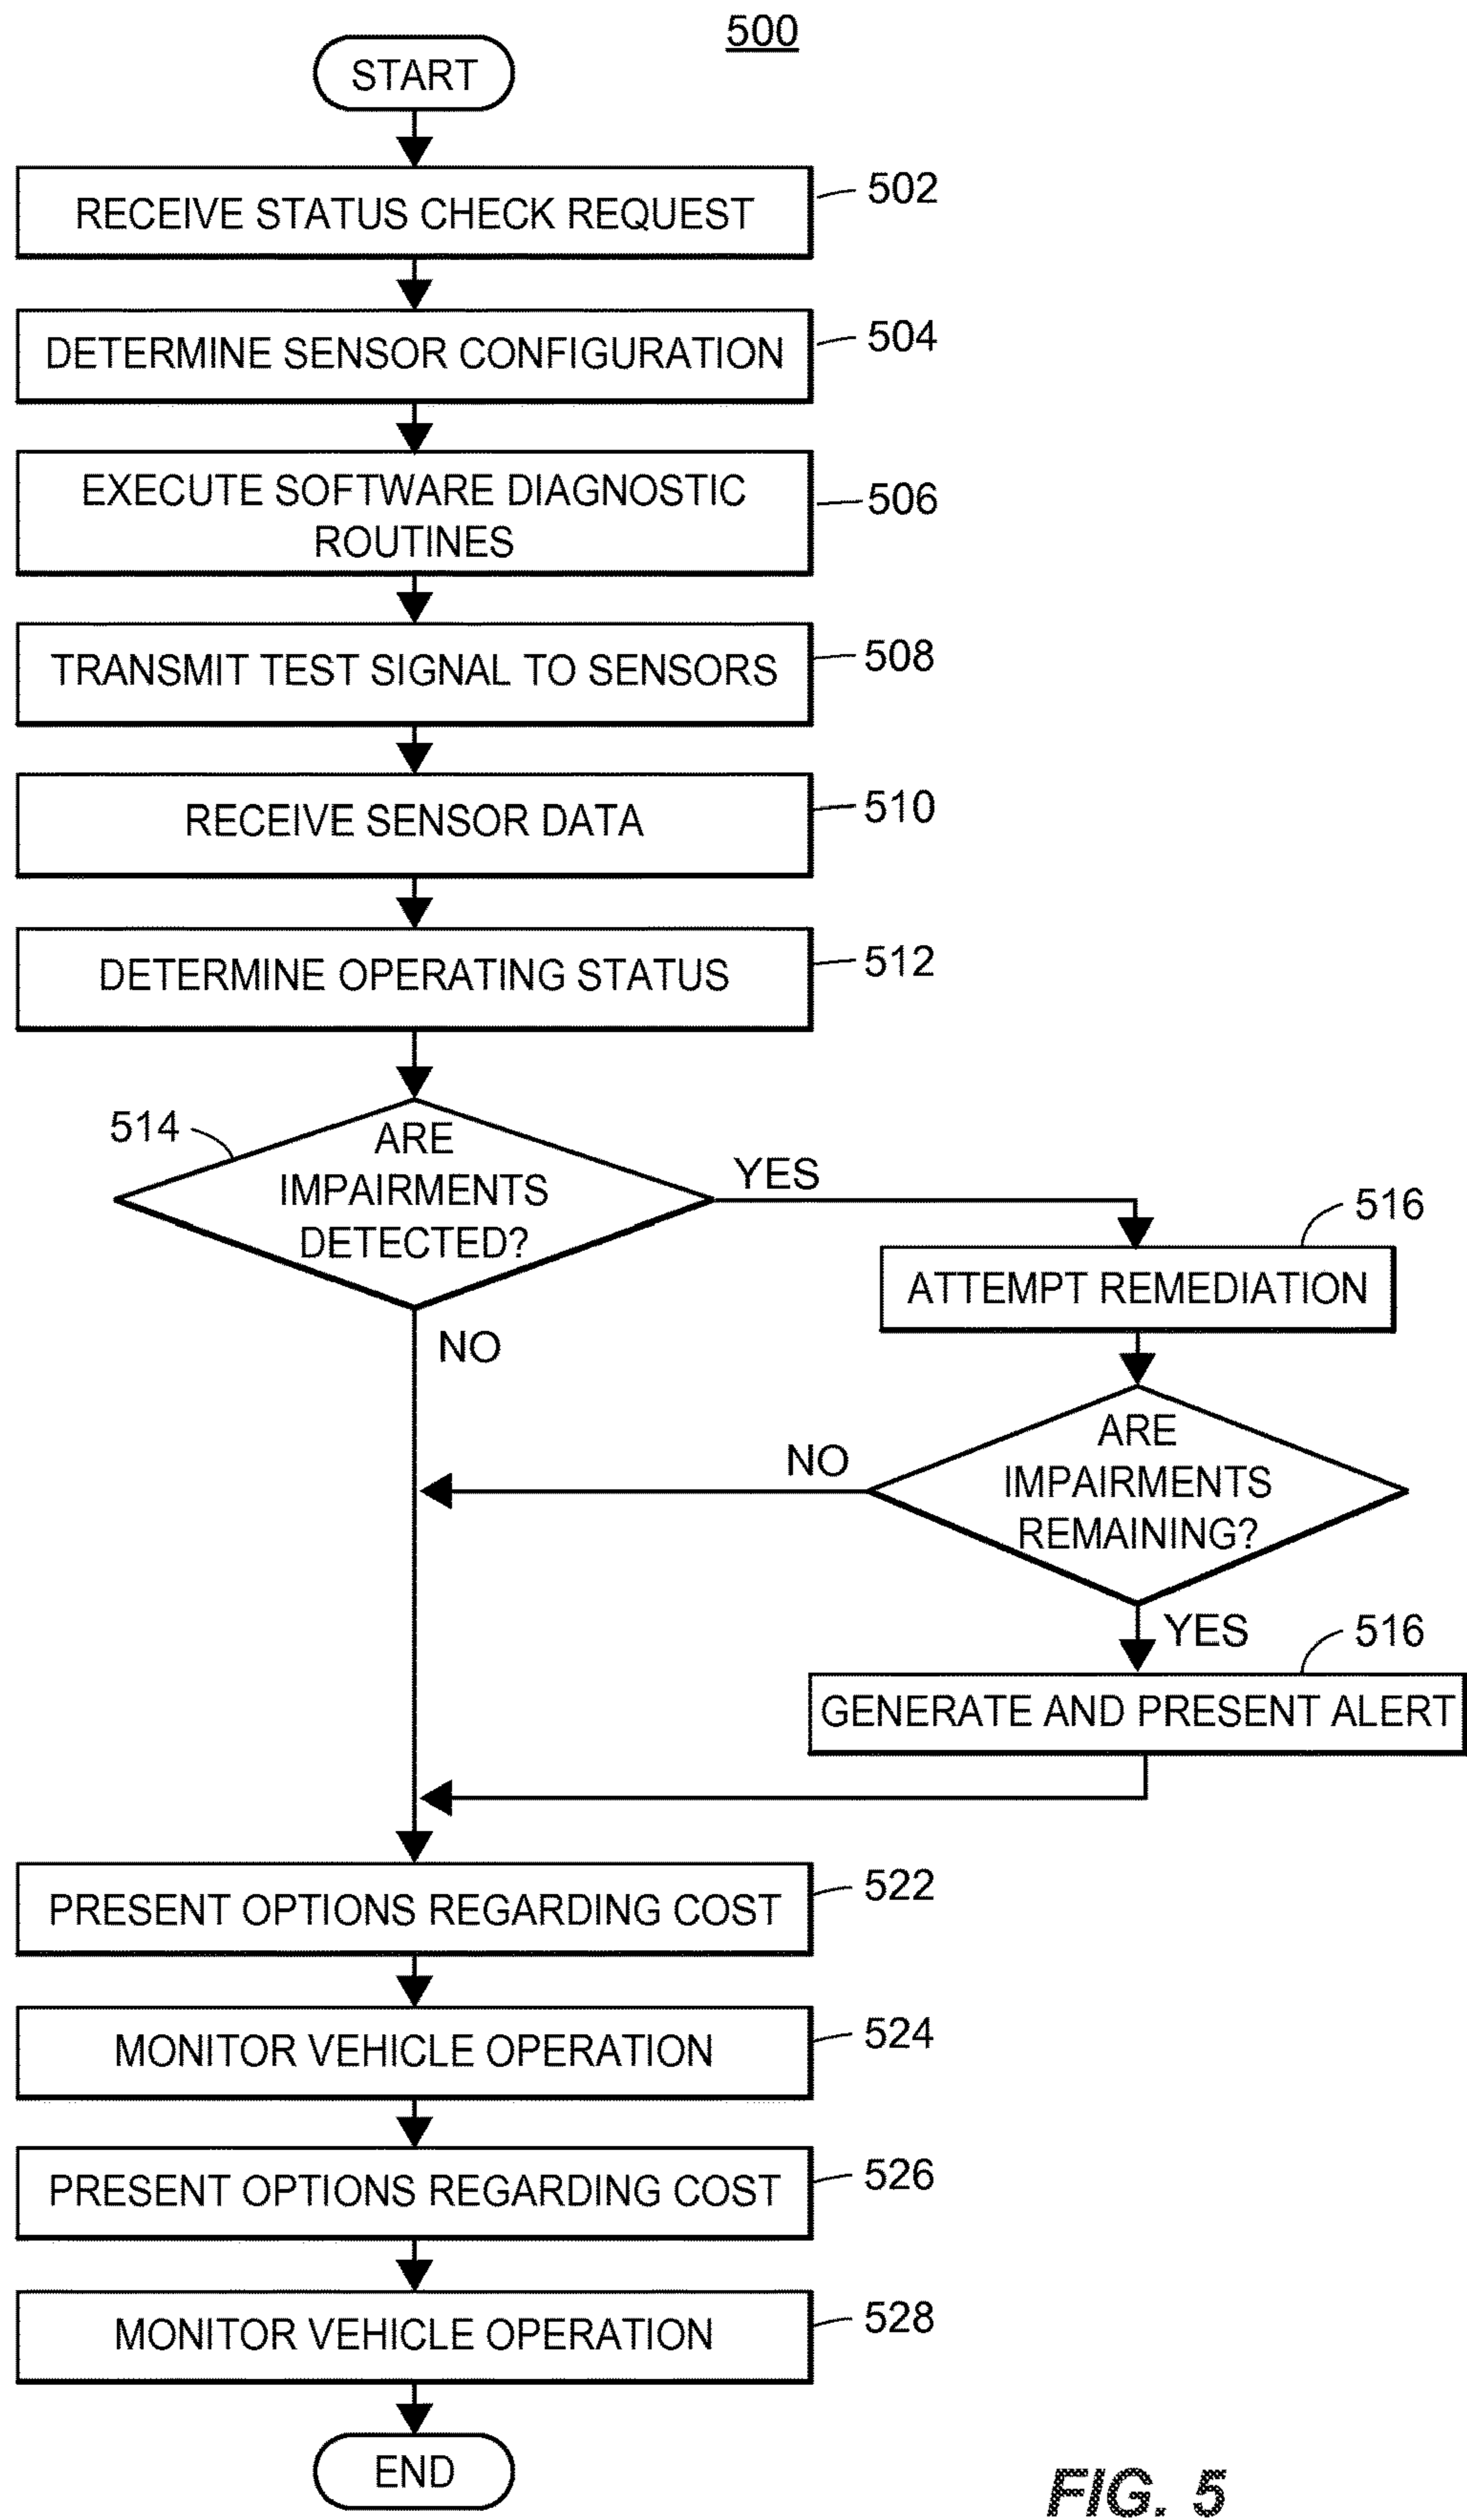 500
START
RECEIVE STATUS CHECK REQUEST
502
DETERMINE SENSOR CONFIGURATION
504
EXECUTE SOFTWARE DIAGNOSTIC
ROUTINES
506
TRANSMIT TEST SIGNAL TO SENSORS
508
RECEIVE SENSOR DATA
510
DETERMINE OPERATING STATUS
512
514
ARE
IMPAIRMENTS
DETECTED?
YES
NO
516
ATTEMPT REMEDIATION
ARE
IMPAIRMENTS
REMAINING?
NO
YES
516
GENERATE AND PRESENT ALERT
PRESENT OPTIONS REGARDING COST
522
MONITOR VEHICLE OPERATION
524
PRESENT OPTIONS REGARDING COST
526
MONITOR VEHICLE OPERATION
528
END
FIG. 5